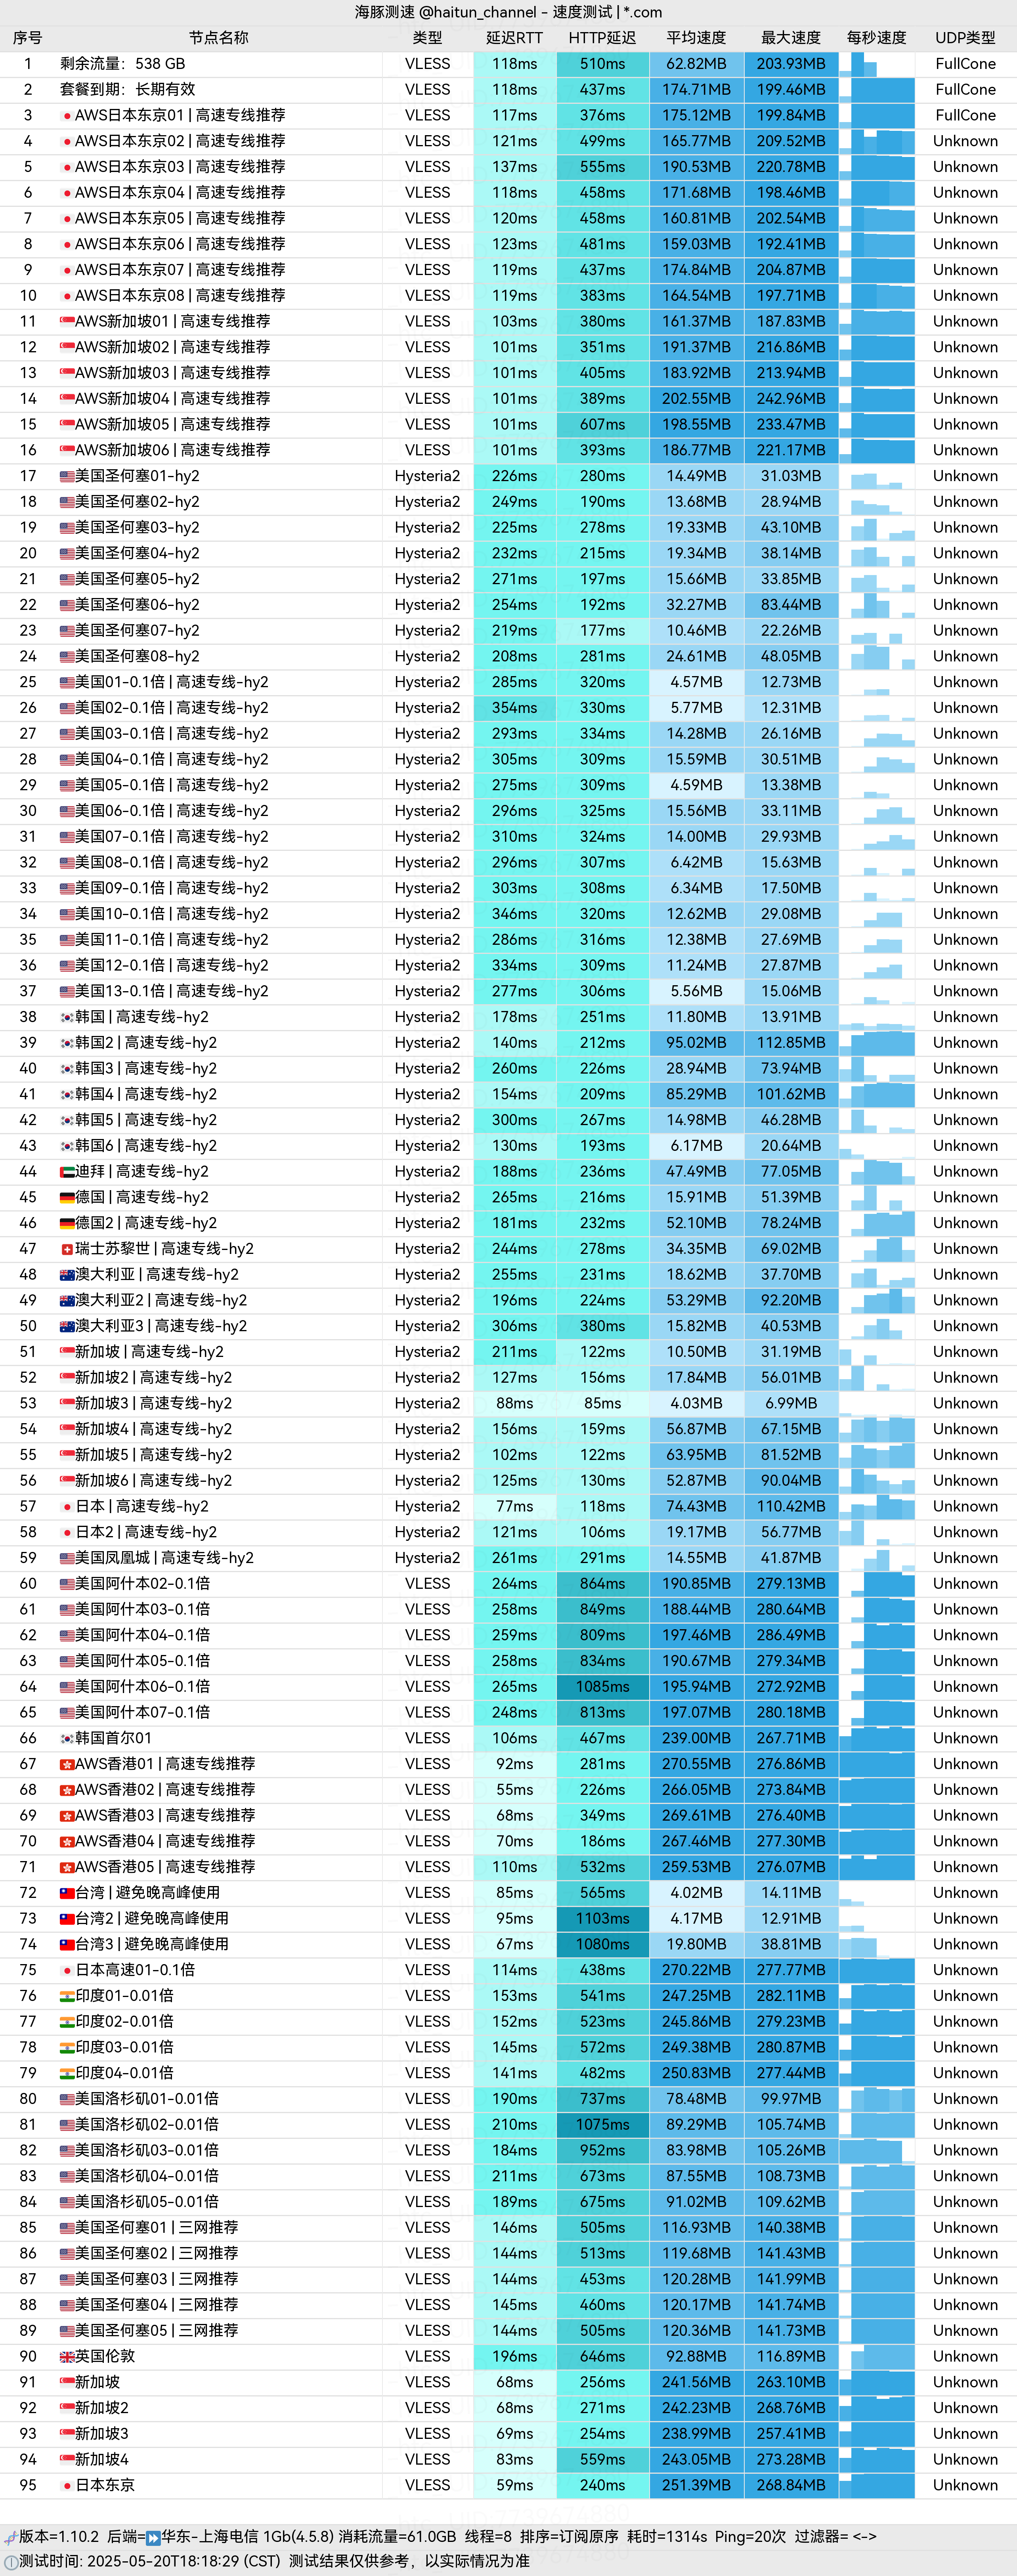 海豚测速 @haitun_channel - 速度测试 | *.com
序号 节点名称 类型 延迟RTT HTTP延迟 平均速度 最大速度 每秒速度 UDP类型
1 剩余流量：538 GB VLESS 118ms 510ms 62.82MB 203.93MB FullCone
2 套餐到期：长期有效 VLESS 118ms 437ms 174.71MB 199.46MB FullCone
3 AWS日本东京01 | 高速专线推荐 VLESS 117ms 376ms 175.12MB 199.84MB FullCone
4 AWS日本东京02 | 高速专线推荐 VLESS 121ms 499ms 165.77MB 209.52MB Unknown
5 AWS日本东京03 | 高速专线推荐 VLESS 137ms 555ms 190.53MB 220.78MB Unknown
6 AWS日本东京04 | 高速专线推荐 VLESS 118ms 458ms 171.68MB 198.46MB Unknown
7 AWS日本东京05 | 高速专线推荐 VLESS 120ms 458ms 160.81MB 202.54MB Unknown
8 AWS日本东京06 | 高速专线推荐 VLESS 123ms 481ms 159.03MB 192.41MB Unknown
9 AWS日本东京07 | 高速专线推荐 VLESS 119ms 437ms 174.84MB 204.87MB Unknown
10 AWS日本东京08 | 高速专线推荐 VLESS 119ms 383ms 164.54MB 197.71MB Unknown
11 AWS新加坡01 | 高速专线推荐 VLESS 103ms 380ms 161.37MB 187.83MB Unknown
12 AWS新加坡02 | 高速专线推荐 VLESS 101ms 351ms 191.37MB 216.86MB Unknown
13 AWS新加坡03 | 高速专线推荐 VLESS 101ms 405ms 183.92MB 213.94MB Unknown
14 AWS新加坡04 | 高速专线推荐 VLESS 101ms 389ms 202.55MB 242.96MB Unknown
15 AWS新加坡05 | 高速专线推荐 VLESS 101ms 607ms 198.55MB 233.47MB Unknown
16 AWS新加坡06 | 高速专线推荐 VLESS 101ms 393ms 186.77MB 221.17MB Unknown
17 美国圣何塞01-hy2 Hysteria2 226ms 280ms 14.49MB 31.03MB Unknown
18 美国圣何塞02-hy2 Hysteria2 249ms 190ms 13.68MB 28.94MB Unknown
19 美国圣何塞03-hy2 Hysteria2 225ms 278ms 19.33MB 43.10MB Unknown
20 美国圣何塞04-hy2 Hysteria2 232ms 215ms 19.34MB 38.14MB Unknown
21 美国圣何塞05-hy2 Hysteria2 271ms 197ms 15.66MB 33.85MB Unknown
22 美国圣何塞06-hy2 Hysteria2 254ms 192ms 32.27MB 83.44MB Unknown
23 美国圣何塞07-hy2 Hysteria2 219ms 177ms 10.46MB 22.26MB Unknown
24 美国圣何塞08-hy2 Hysteria2 208ms 281ms 24.61MB 48.05MB Unknown
25 美国01-0.1倍 | 高速专线-hy2 Hysteria2 285ms 320ms 4.57MB 12.73MB Unknown
26 美国02-0.1倍 | 高速专线-hy2 Hysteria2 354ms 330ms 5.77MB 12.31MB Unknown
27 美国03-0.1倍 | 高速专线-hy2 Hysteria2 293ms 334ms 14.28MB 26.16MB Unknown
28 美国04-0.1倍 | 高速专线-hy2 Hysteria2 305ms 309ms 15.59MB 30.51MB Unknown
29 美国05-0.1倍 | 高速专线-hy2 Hysteria2 275ms 309ms 4.59MB 13.38MB Unknown
30 美国06-0.1倍 | 高速专线-hy2 Hysteria2 296ms 325ms 15.56MB 33.11MB Unknown
31 美国07-0.1倍 | 高速专线-hy2 Hysteria2 310ms 324ms 14.00MB 29.93MB Unknown
32 美国08-0.1倍 | 高速专线-hy2 Hysteria2 296ms 307ms 6.42MB 15.63MB Unknown
33 美国09-0.1倍 | 高速专线-hy2 Hysteria2 303ms 308ms 6.34MB 17.50MB Unknown
34 美国10-0.1倍 | 高速专线-hy2 Hysteria2 346ms 320ms 12.62MB 29.08MB Unknown
35 美国11-0.1倍 | 高速专线-hy2 Hysteria2 286ms 316ms 12.38MB 27.69MB Unknown
36 美国12-0.1倍 | 高速专线-hy2 Hysteria2 334ms 309ms 11.24MB 27.87MB Unknown
37 美国13-0.1倍 | 高速专线-hy2 Hysteria2 277ms 306ms 5.56MB 15.06MB Unknown
38 韩国 | 高速专线-hy2 Hysteria2 178ms 251ms 11.80MB 13.91MB Unknown
39 韩国2 | 高速专线-hy2 Hysteria2 140ms 212ms 95.02MB 112.85MB Unknown
40 韩国3 | 高速专线-hy2 Hysteria2 260ms 226ms 28.94MB 73.94MB Unknown
41 韩国4 | 高速专线-hy2 Hysteria2 154ms 209ms 85.29MB 101.62MB Unknown
42 韩国5 | 高速专线-hy2 Hysteria2 300ms 267ms 14.98MB 46.28MB Unknown
43 韩国6 | 高速专线-hy2 Hysteria2 130ms 193ms 6.17MB 20.64MB Unknown
44 迪拜 | 高速专线-hy2 Hysteria2 188ms 236ms 47.49MB 77.05MB Unknown
45 德国 | 高速专线-hy2 Hysteria2 265ms 216ms 15.91MB 51.39MB Unknown
46 德国2 | 高速专线-hy2 Hysteria2 181ms 232ms 52.10MB 78.24MB Unknown
47 瑞士苏黎世 | 高速专线-hy2 Hysteria2 244ms 278ms 34.35MB 69.02MB Unknown
48 澳大利亚 | 高速专线-hy2 Hysteria2 255ms 231ms 18.62MB 37.70MB Unknown
49 澳大利亚2 | 高速专线-hy2 Hysteria2 196ms 224ms 53.29MB 92.20MB Unknown
50 澳大利亚3 | 高速专线-hy2 Hysteria2 306ms 380ms 15.82MB 40.53MB Unknown
51 新加坡 | 高速专线-hy2 Hysteria2 211ms 122ms 10.50MB 31.19MB Unknown
52 新加坡2 | 高速专线-hy2 Hysteria2 127ms 156ms 17.84MB 56.01MB Unknown
53 新加坡3 | 高速专线-hy2 Hysteria2 88ms 85ms 4.03MB 6.99MB Unknown
54 新加坡4 | 高速专线-hy2 Hysteria2 156ms 159ms 56.87MB 67.15MB Unknown
55 新加坡5 | 高速专线-hy2 Hysteria2 102ms 122ms 63.95MB 81.52MB Unknown
56 新加坡6 | 高速专线-hy2 Hysteria2 125ms 130ms 52.87MB 90.04MB Unknown
57 日本 | 高速专线-hy2 Hysteria2 77ms 118ms 74.43MB 110.42MB Unknown
58 日本2 | 高速专线-hy2 Hysteria2 121ms 106ms 19.17MB 56.77MB Unknown
59 美国凤凰城 | 高速专线-hy2 Hysteria2 261ms 291ms 14.55MB 41.87MB Unknown
60 美国阿什本02-0.1倍 VLESS 264ms 864ms 190.85MB 279.13MB Unknown
61 美国阿什本03-0.1倍 VLESS 258ms 849ms 188.44MB 280.64MB Unknown
62 美国阿什本04-0.1倍 VLESS 259ms 809ms 197.46MB 286.49MB Unknown
63 美国阿什本05-0.1倍 VLESS 258ms 834ms 190.67MB 279.34MB Unknown
64 美国阿什本06-0.1倍 VLESS 265ms 1085ms 195.94MB 272.92MB Unknown
65 美国阿什本07-0.1倍 VLESS 248ms 813ms 197.07MB 280.18MB Unknown
66 韩国首尔01 VLESS 106ms 467ms 239.00MB 267.71MB Unknown
67 AWS香港01 | 高速专线推荐 VLESS 92ms 281ms 270.55MB 276.86MB Unknown
68 AWS香港02 | 高速专线推荐 VLESS 55ms 226ms 266.05MB 273.84MB Unknown
69 AWS香港03 | 高速专线推荐 VLESS 68ms 349ms 269.61MB 276.40MB Unknown
70 AWS香港04 | 高速专线推荐 VLESS 70ms 186ms 267.46MB 277.30MB Unknown
71 AWS香港05 | 高速专线推荐 VLESS 110ms 532ms 259.53MB 276.07MB Unknown
72 台湾 | 避免晚高峰使用 VLESS 85ms 565ms 4.02MB 14.11MB Unknown
73 台湾2 | 避免晚高峰使用 VLESS 95ms 1103ms 4.17MB 12.91MB Unknown
74 台湾3 | 避免晚高峰使用 VLESS 67ms 1080ms 19.80MB 38.81MB Unknown
75 日本高速01-0.1倍 VLESS 114ms 438ms 270.22MB 277.77MB Unknown
76 印度01-0.01倍 VLESS 153ms 541ms 247.25MB 282.11MB Unknown
77 印度02-0.01倍 VLESS 152ms 523ms 245.86MB 279.23MB Unknown
78 印度03-0.01倍 VLESS 145ms 572ms 249.38MB 280.87MB Unknown
79 印度04-0.01倍 VLESS 141ms 482ms 250.83MB 277.44MB Unknown
80 美国洛杉矶01-0.01倍 VLESS 190ms 737ms 78.48MB 99.97MB Unknown
81 美国洛杉矶02-0.01倍 VLESS 210ms 1075ms 89.29MB 105.74MB Unknown
82 美国洛杉矶03-0.01倍 VLESS 184ms 952ms 83.98MB 105.26MB Unknown
83 美国洛杉矶04-0.01倍 VLESS 211ms 673ms 87.55MB 108.73MB Unknown
84 美国洛杉矶05-0.01倍 VLESS 189ms 675ms 91.02MB 109.62MB Unknown
85 美国圣何塞01 | 三网推荐 VLESS 146ms 505ms 116.93MB 140.38MB Unknown
86 美国圣何塞02 | 三网推荐 VLESS 144ms 513ms 119.68MB 141.43MB Unknown
87 美国圣何塞03 | 三网推荐 VLESS 144ms 453ms 120.28MB 141.99MB Unknown
88 美国圣何塞04 | 三网推荐 VLESS 145ms 460ms 120.17MB 141.74MB Unknown
89 美国圣何塞05 | 三网推荐 VLESS 144ms 505ms 120.36MB 141.73MB Unknown
90 英国伦敦 VLESS 196ms 646ms 92.88MB 116.89MB Unknown
91 新加坡 VLESS 68ms 256ms 241.56MB 263.10MB Unknown
92 新加坡2 VLESS 68ms 271ms 242.23MB 268.76MB Unknown
93 新加坡3 VLESS 69ms 254ms 238.99MB 257.41MB Unknown
94 新加坡4 VLESS 83ms 559ms 243.05MB 273.28MB Unknown
95 日本东京 VLESS 59ms 240ms 251.39MB 268.84MB Unknown
版本=1.10.2 后端=⏩华东-上海电信 1Gb(4.5.8) 消耗流量=61.0GB 线程=8 排序=订阅原序 耗时=1314s Ping=20次 过滤器= <->
测试时间: 2025-05-20T18:18:29 (CST) 测试结果仅供参考，以实际情况为准